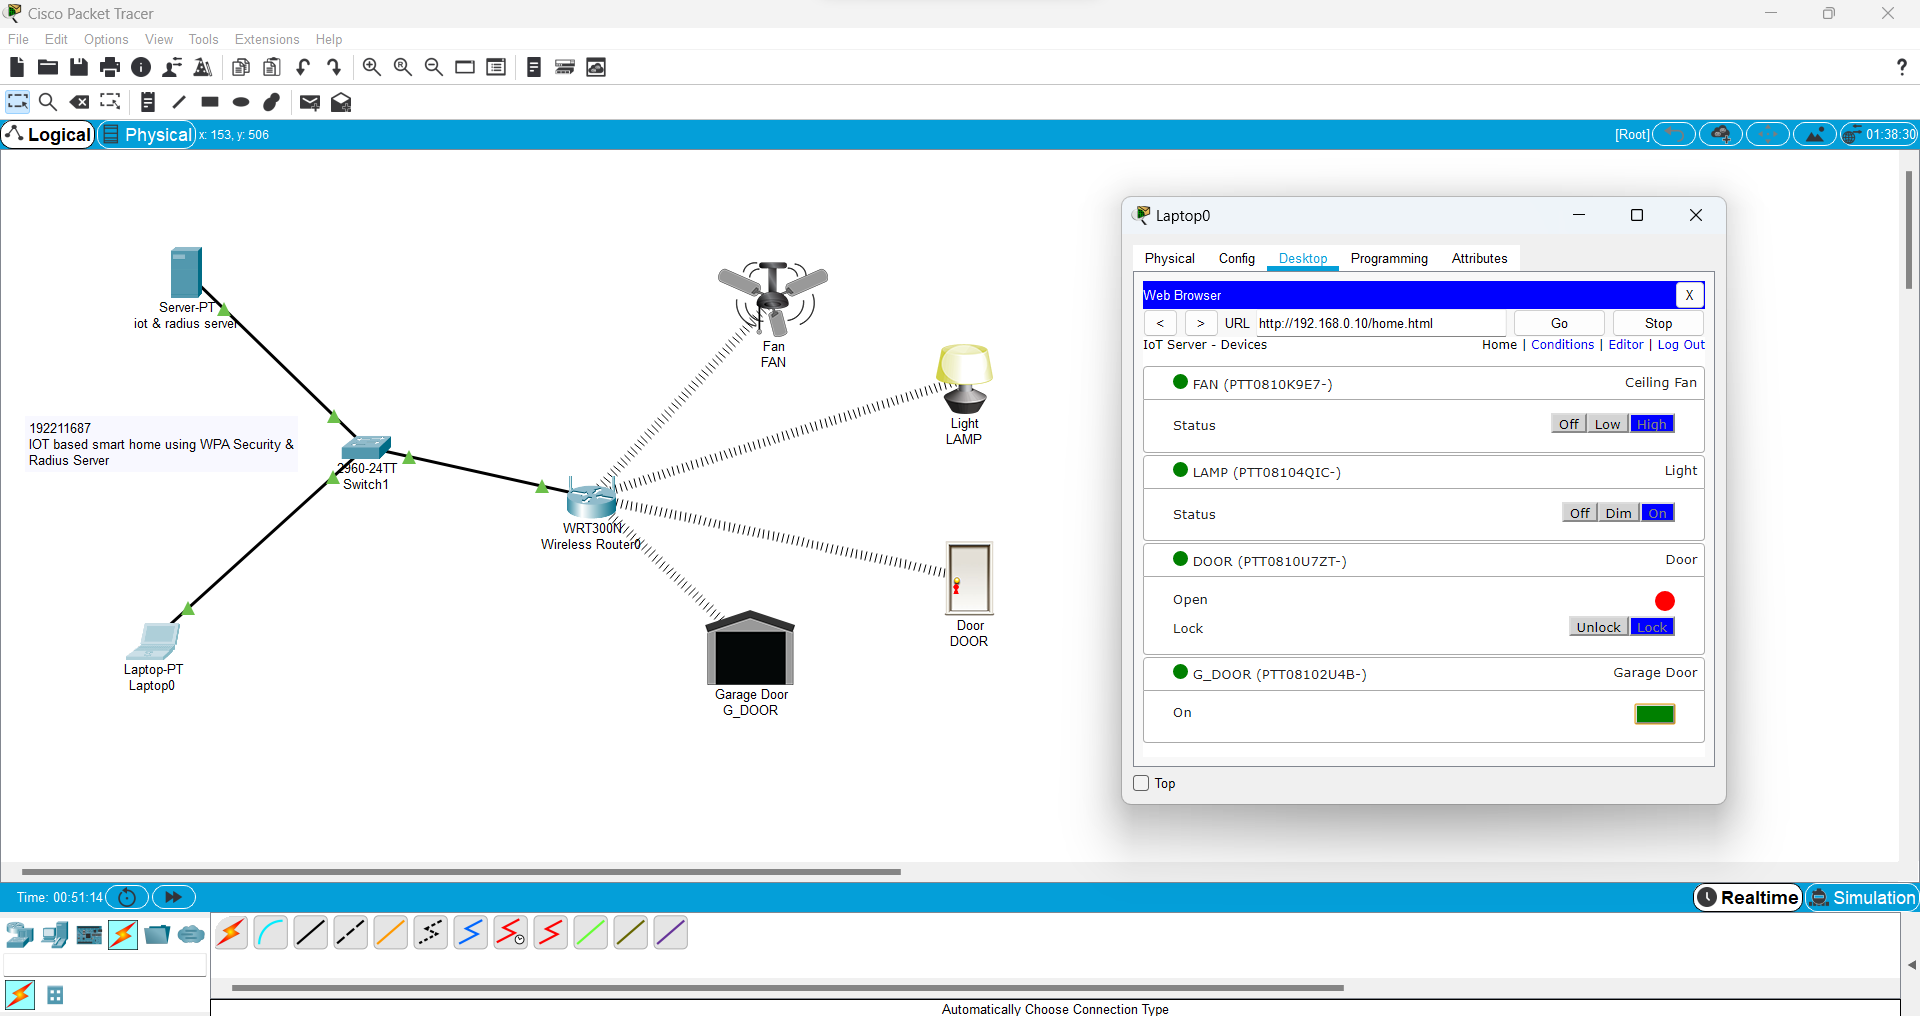 Cisco Packet Tracer
File Edit Options View Tools Extensions Help
?
Logical Physical x: 153, y: 506 [Root] 01:38:30
Server-PT
iot & radius server
192211687
IOT based smart home using WPA Security &
Radius Server
2960-24TT
Switch1
Laptop-PT
Laptop0
WRT300N
Wireless Router0
Fan
FAN
Light
LAMP
Door
DOOR
Garage Door
G_DOOR
Laptop0
Physical Config Desktop Programming Attributes
Web Browser X
< > URL http://192.168.0.10/home.html Go Stop
IoT Server - Devices Home | Conditions | Editor | Log Out
FAN (PTT0810K9E7-) Ceiling Fan
Status Off Low High
LAMP (PTT08104QIC-) Light
Status Off Dim On
DOOR (PTT0810U7ZT-) Door
Open
Lock Unlock Lock
G_DOOR (PTT08102U4B-) Garage Door
On
Top
Time: 00:51:14 Realtime Simulation
Automatically Choose Connection Type